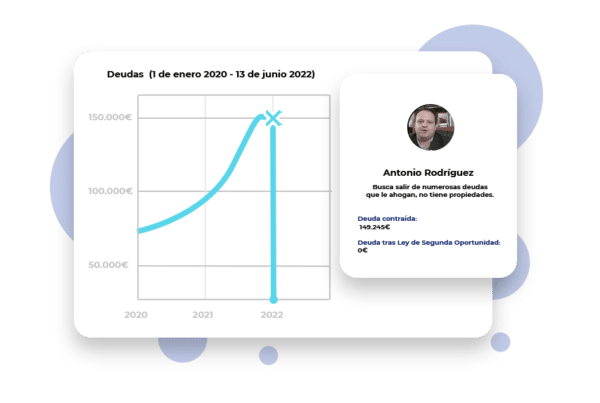 Deudas (1 de enero 2020 - 13 de junio 2022)
150.000€
100.000€
50.000€
2020
2021
2022
Antonio Rodríguez
Busca salir de numerosas deudas
que le ahogan, no tiene propiedades.
Deuda contraída:
149.245€
Deuda tras Ley de Segunda Oportunidad:
0€